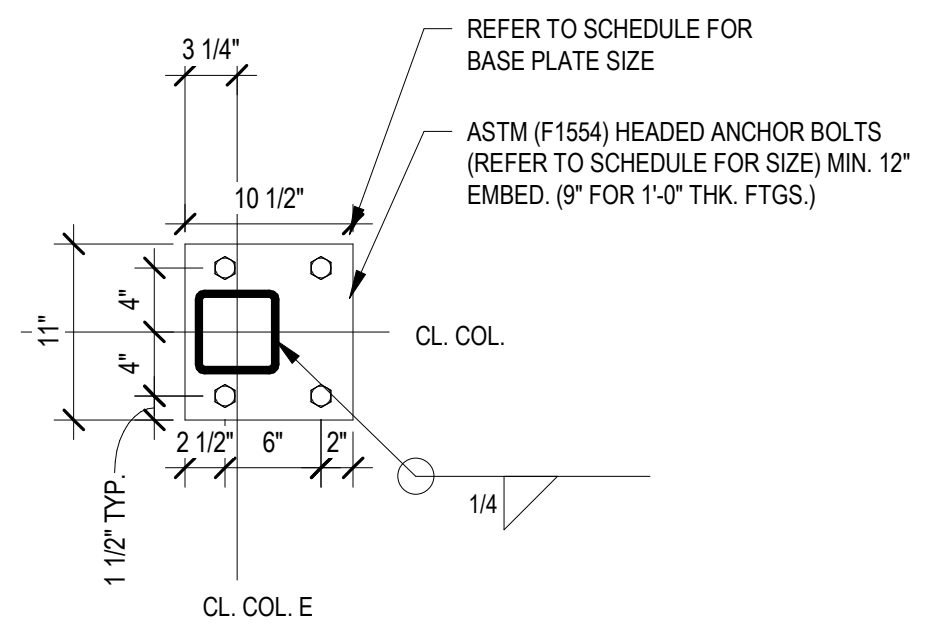 REFER TO SCHEDULE FOR
BASE PLATE SIZE
3 1/4"
ASTM (F1554) HEADED ANCHOR BOLTS
(REFER TO SCHEDULE FOR SIZE) MIN. 12"
EMBED. (9" FOR 1'-0" THK. FTGS.)
10 1/2"
4"
11"
CL. COL.
4"
2 1/2"
6"
2"
1/4
1 1/2" TYP.
CL. COL. E